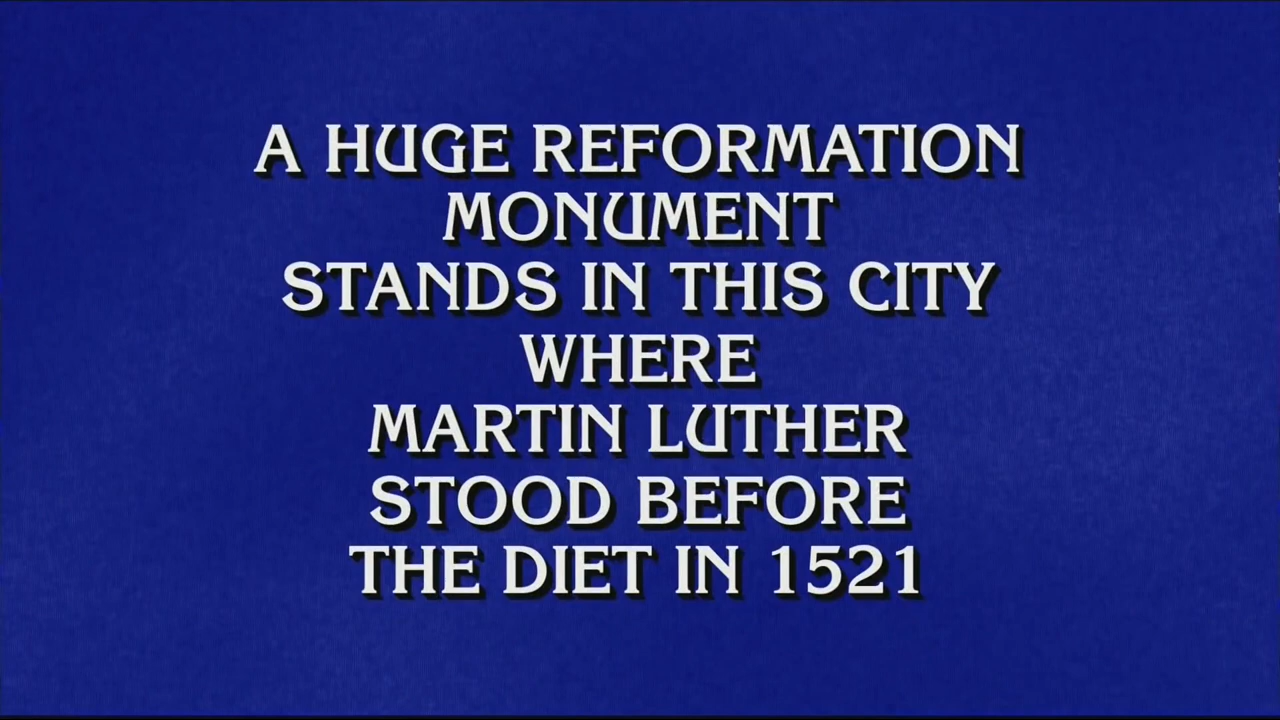 A HUGE REFORMATION
MONUMENT
STANDS IN THIS CITY
WHERE
MARTIN LUTHER
STOOD BEFORE
THE DIET IN 1521